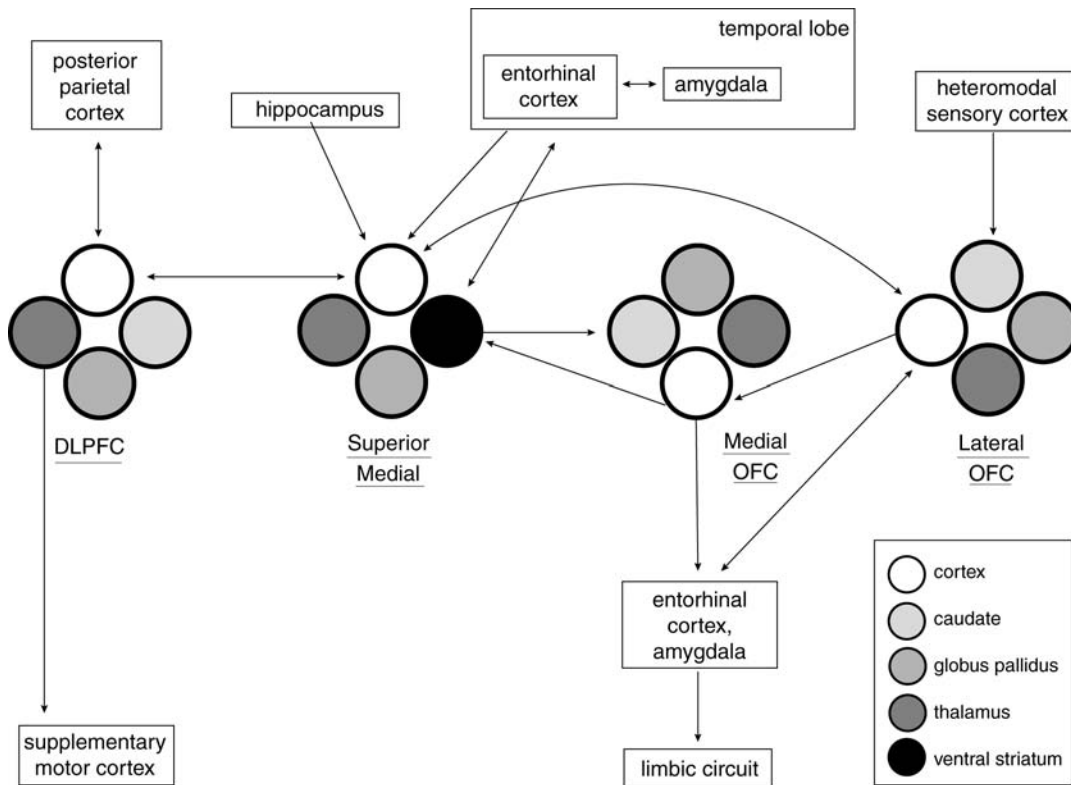 temporal lobe
posterior
parietal
cortex
hippocampus
entorhinal
cortex
amygdala
heteromodal
sensory cortex
DLPFC
Superior
Medial
Medial
OFC
Lateral
OFC
entorhinal
cortex,
amygdala
supplementary
motor cortex
limbic circuit
cortex
caudate
globus pallidus
thalamus
ventral striatum